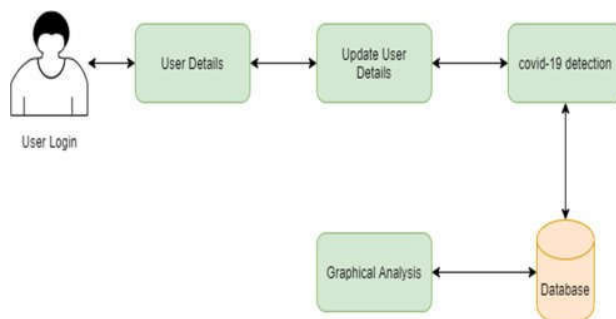 User Details
Update User
Details
covid-19 detection
User Login
Graphical Analysis
Database